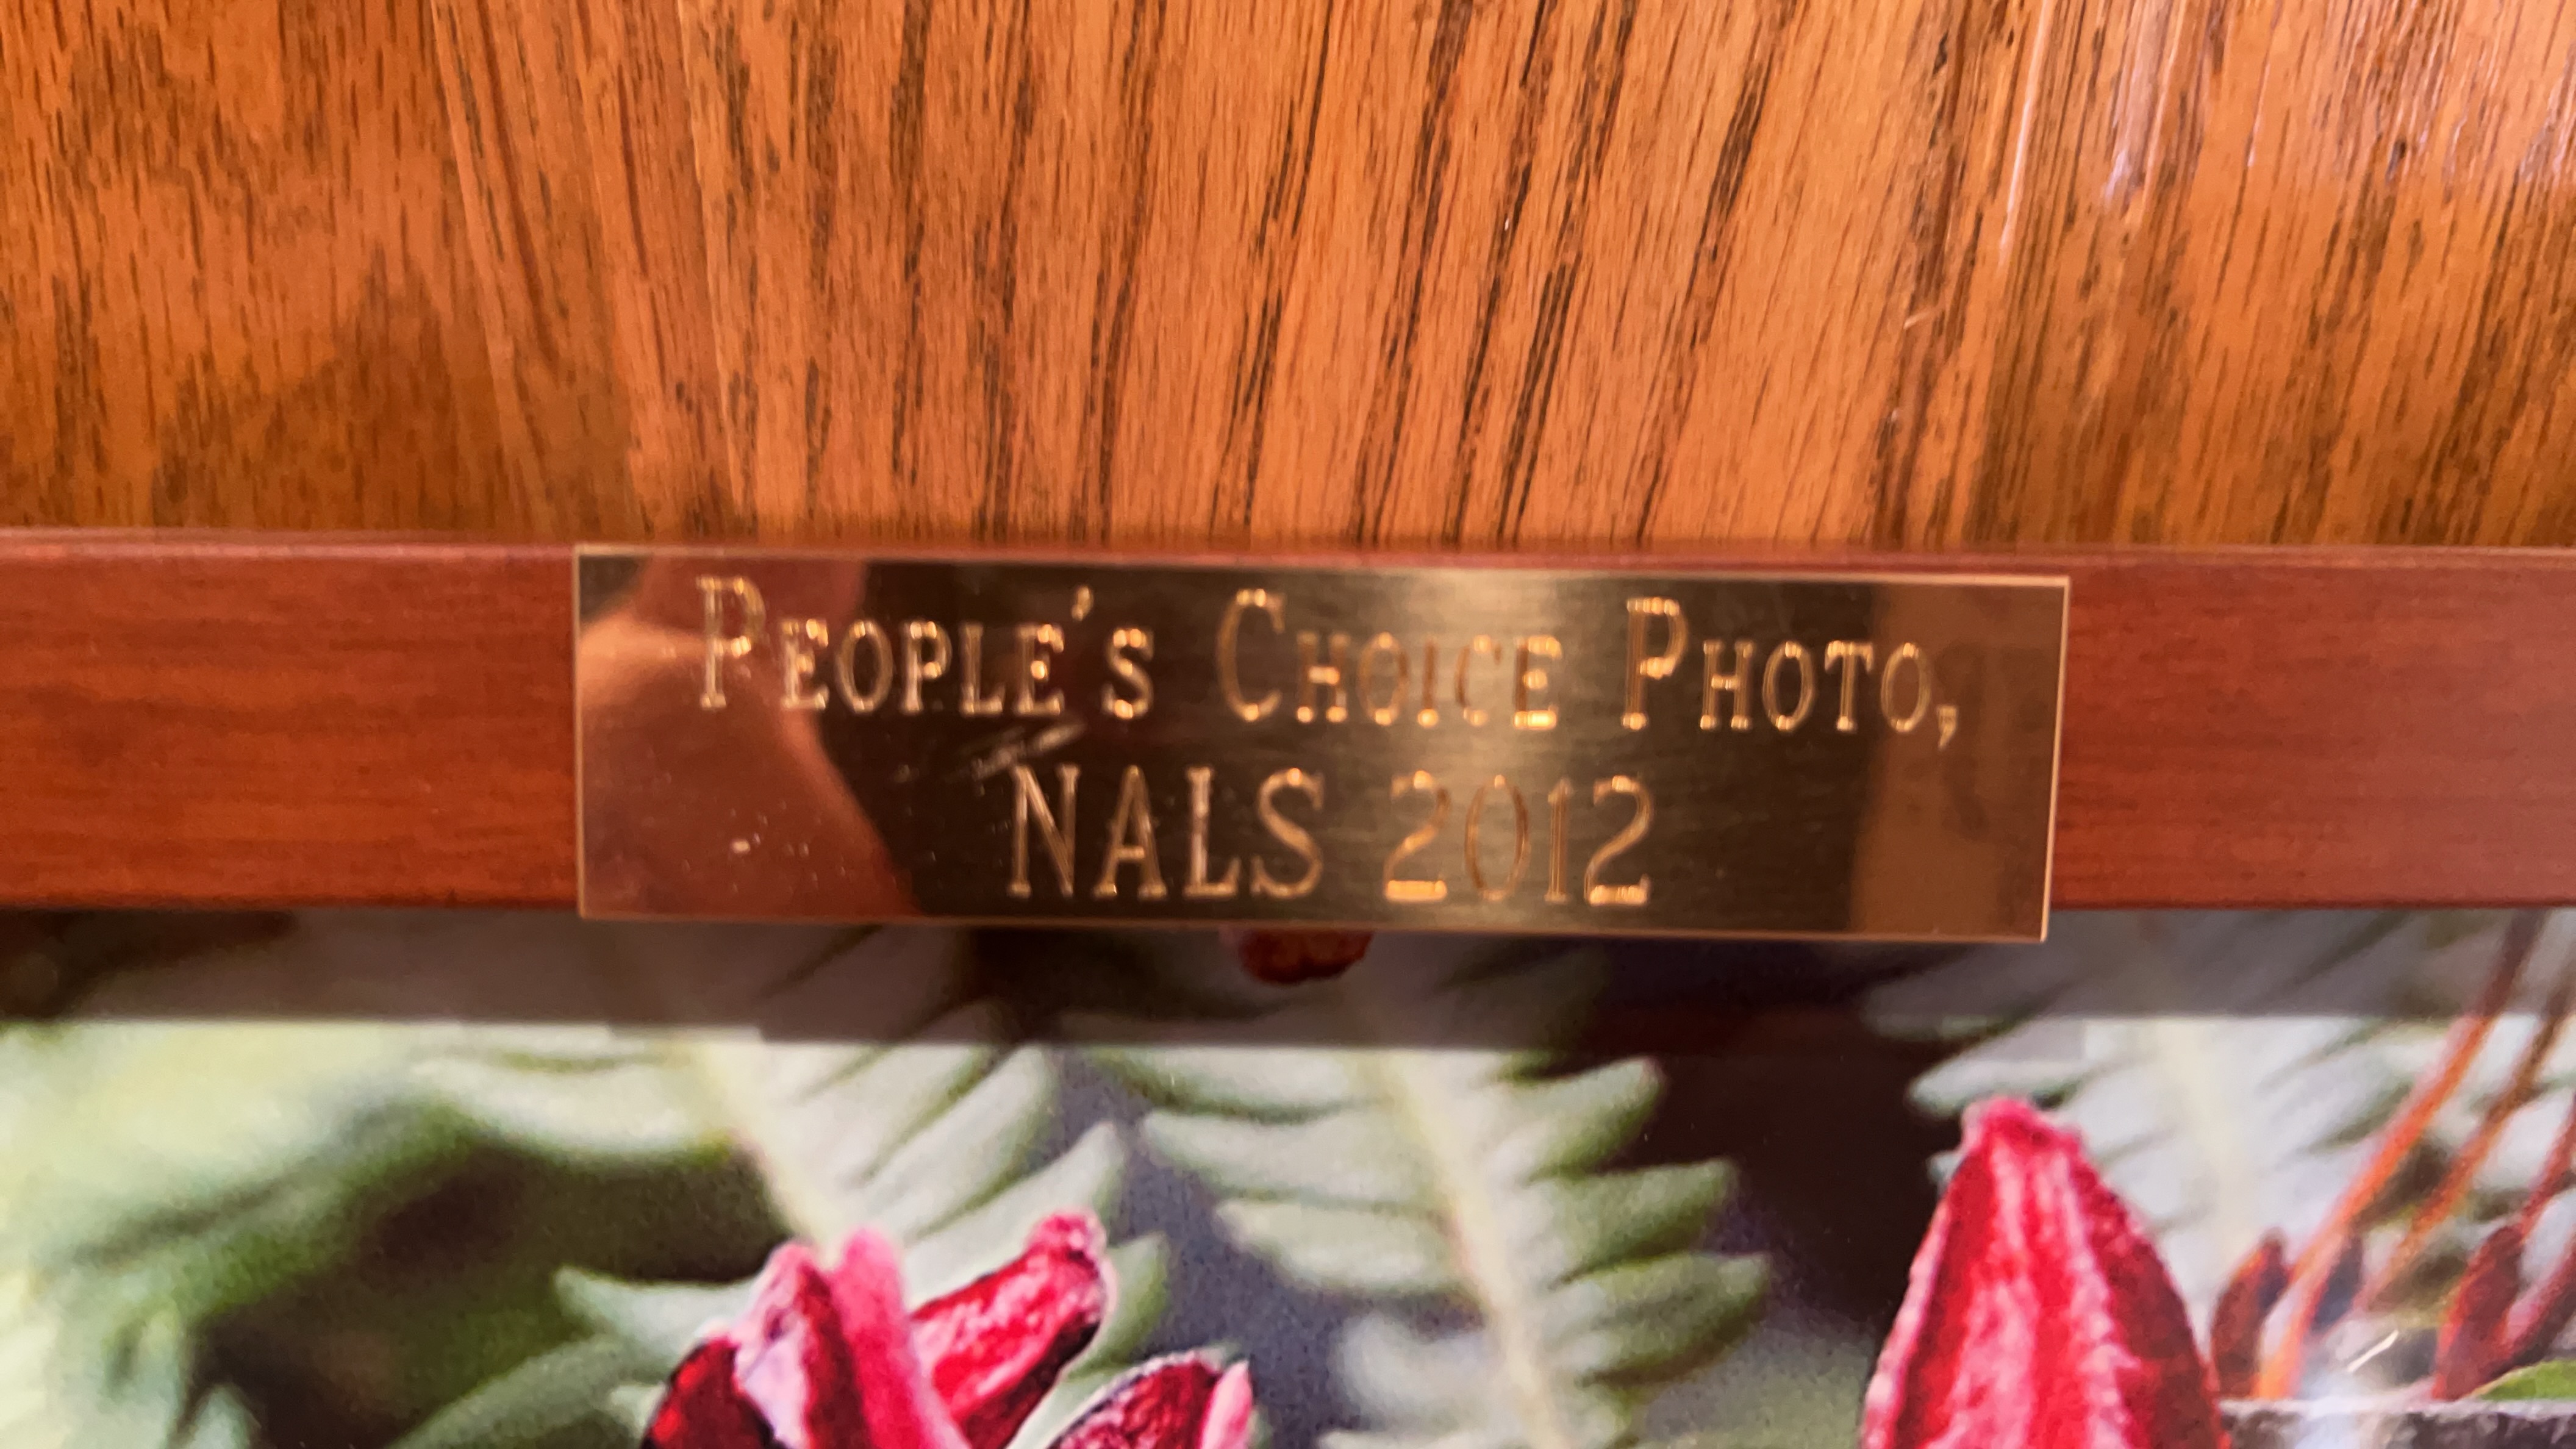 People's Choice Photo,
NALS 2012